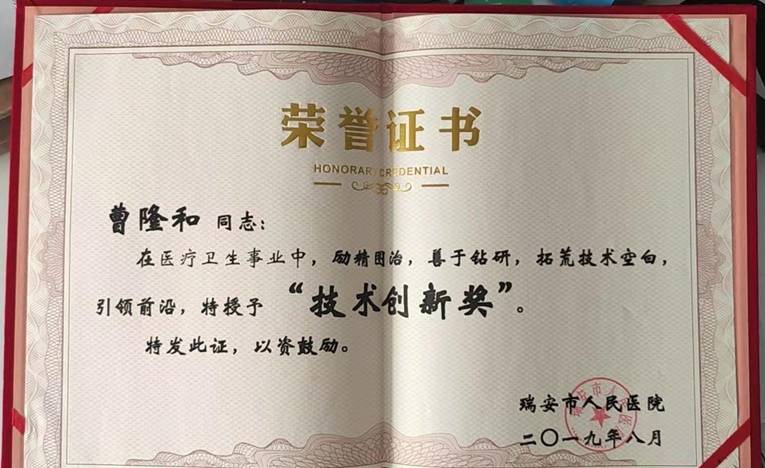 荣誉证书
HONORARY CREDENTIAL
曹隆和 同志：
在医疗卫生事业中，励精图治，善于钻研，拓荒技术空白，
引领前沿，特授予 “技术创新奖”。
特发此证，以资鼓励。
瑞安市人民医院
二〇一九年八月